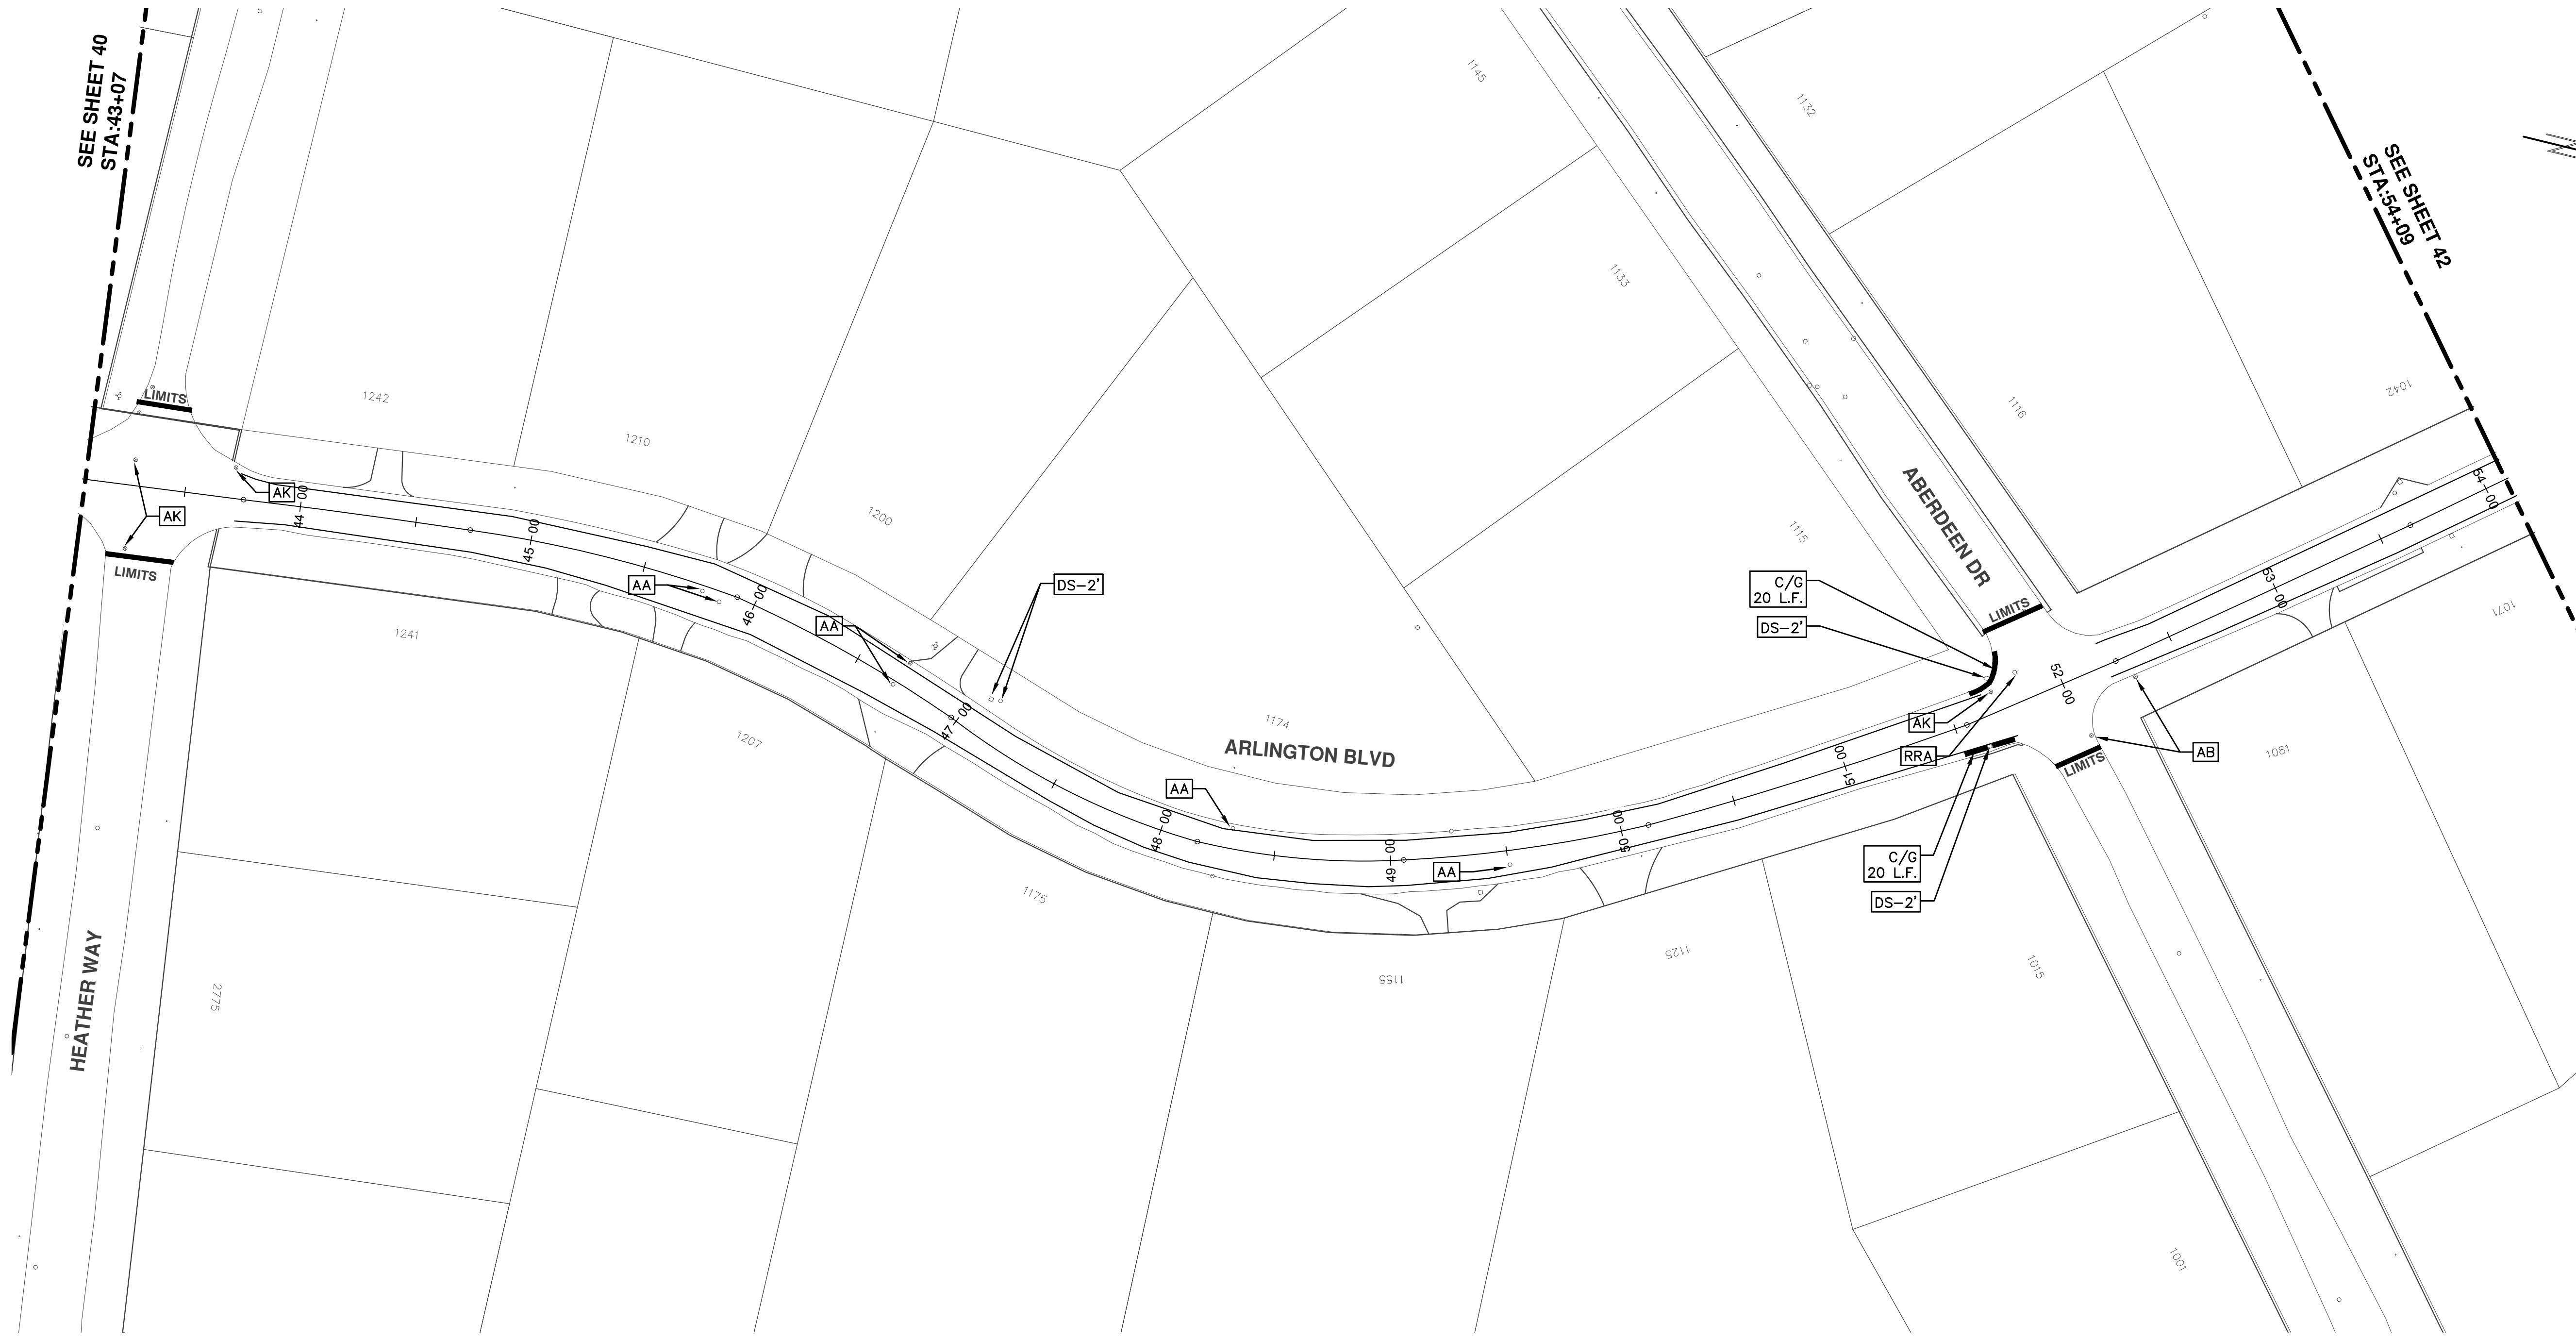 SEE SHEET 40
STA:43+07
1145
1132
SEE SHEET 42
STA:54+09
1133
LIMITS
1242
1210
1042
1116
1200
1115
ABERDEEN DR
AK
44+00
AK
45+00
54+00
LIMITS
AA
46+00
DS-2'
C/G
20 L.F.
LIMITS
53+00
1071
1241
AA
DS-2'
52+00
47+00
1207
1174
ARLINGTON BLVD
AK
RRA
51+00
AB
1081
LIMITS
AA
48+00
50+00
49+00
AA
C/G
20 L.F.
DS-2'
1175
1155
1125
1015
HEATHER WAY
2775
1001